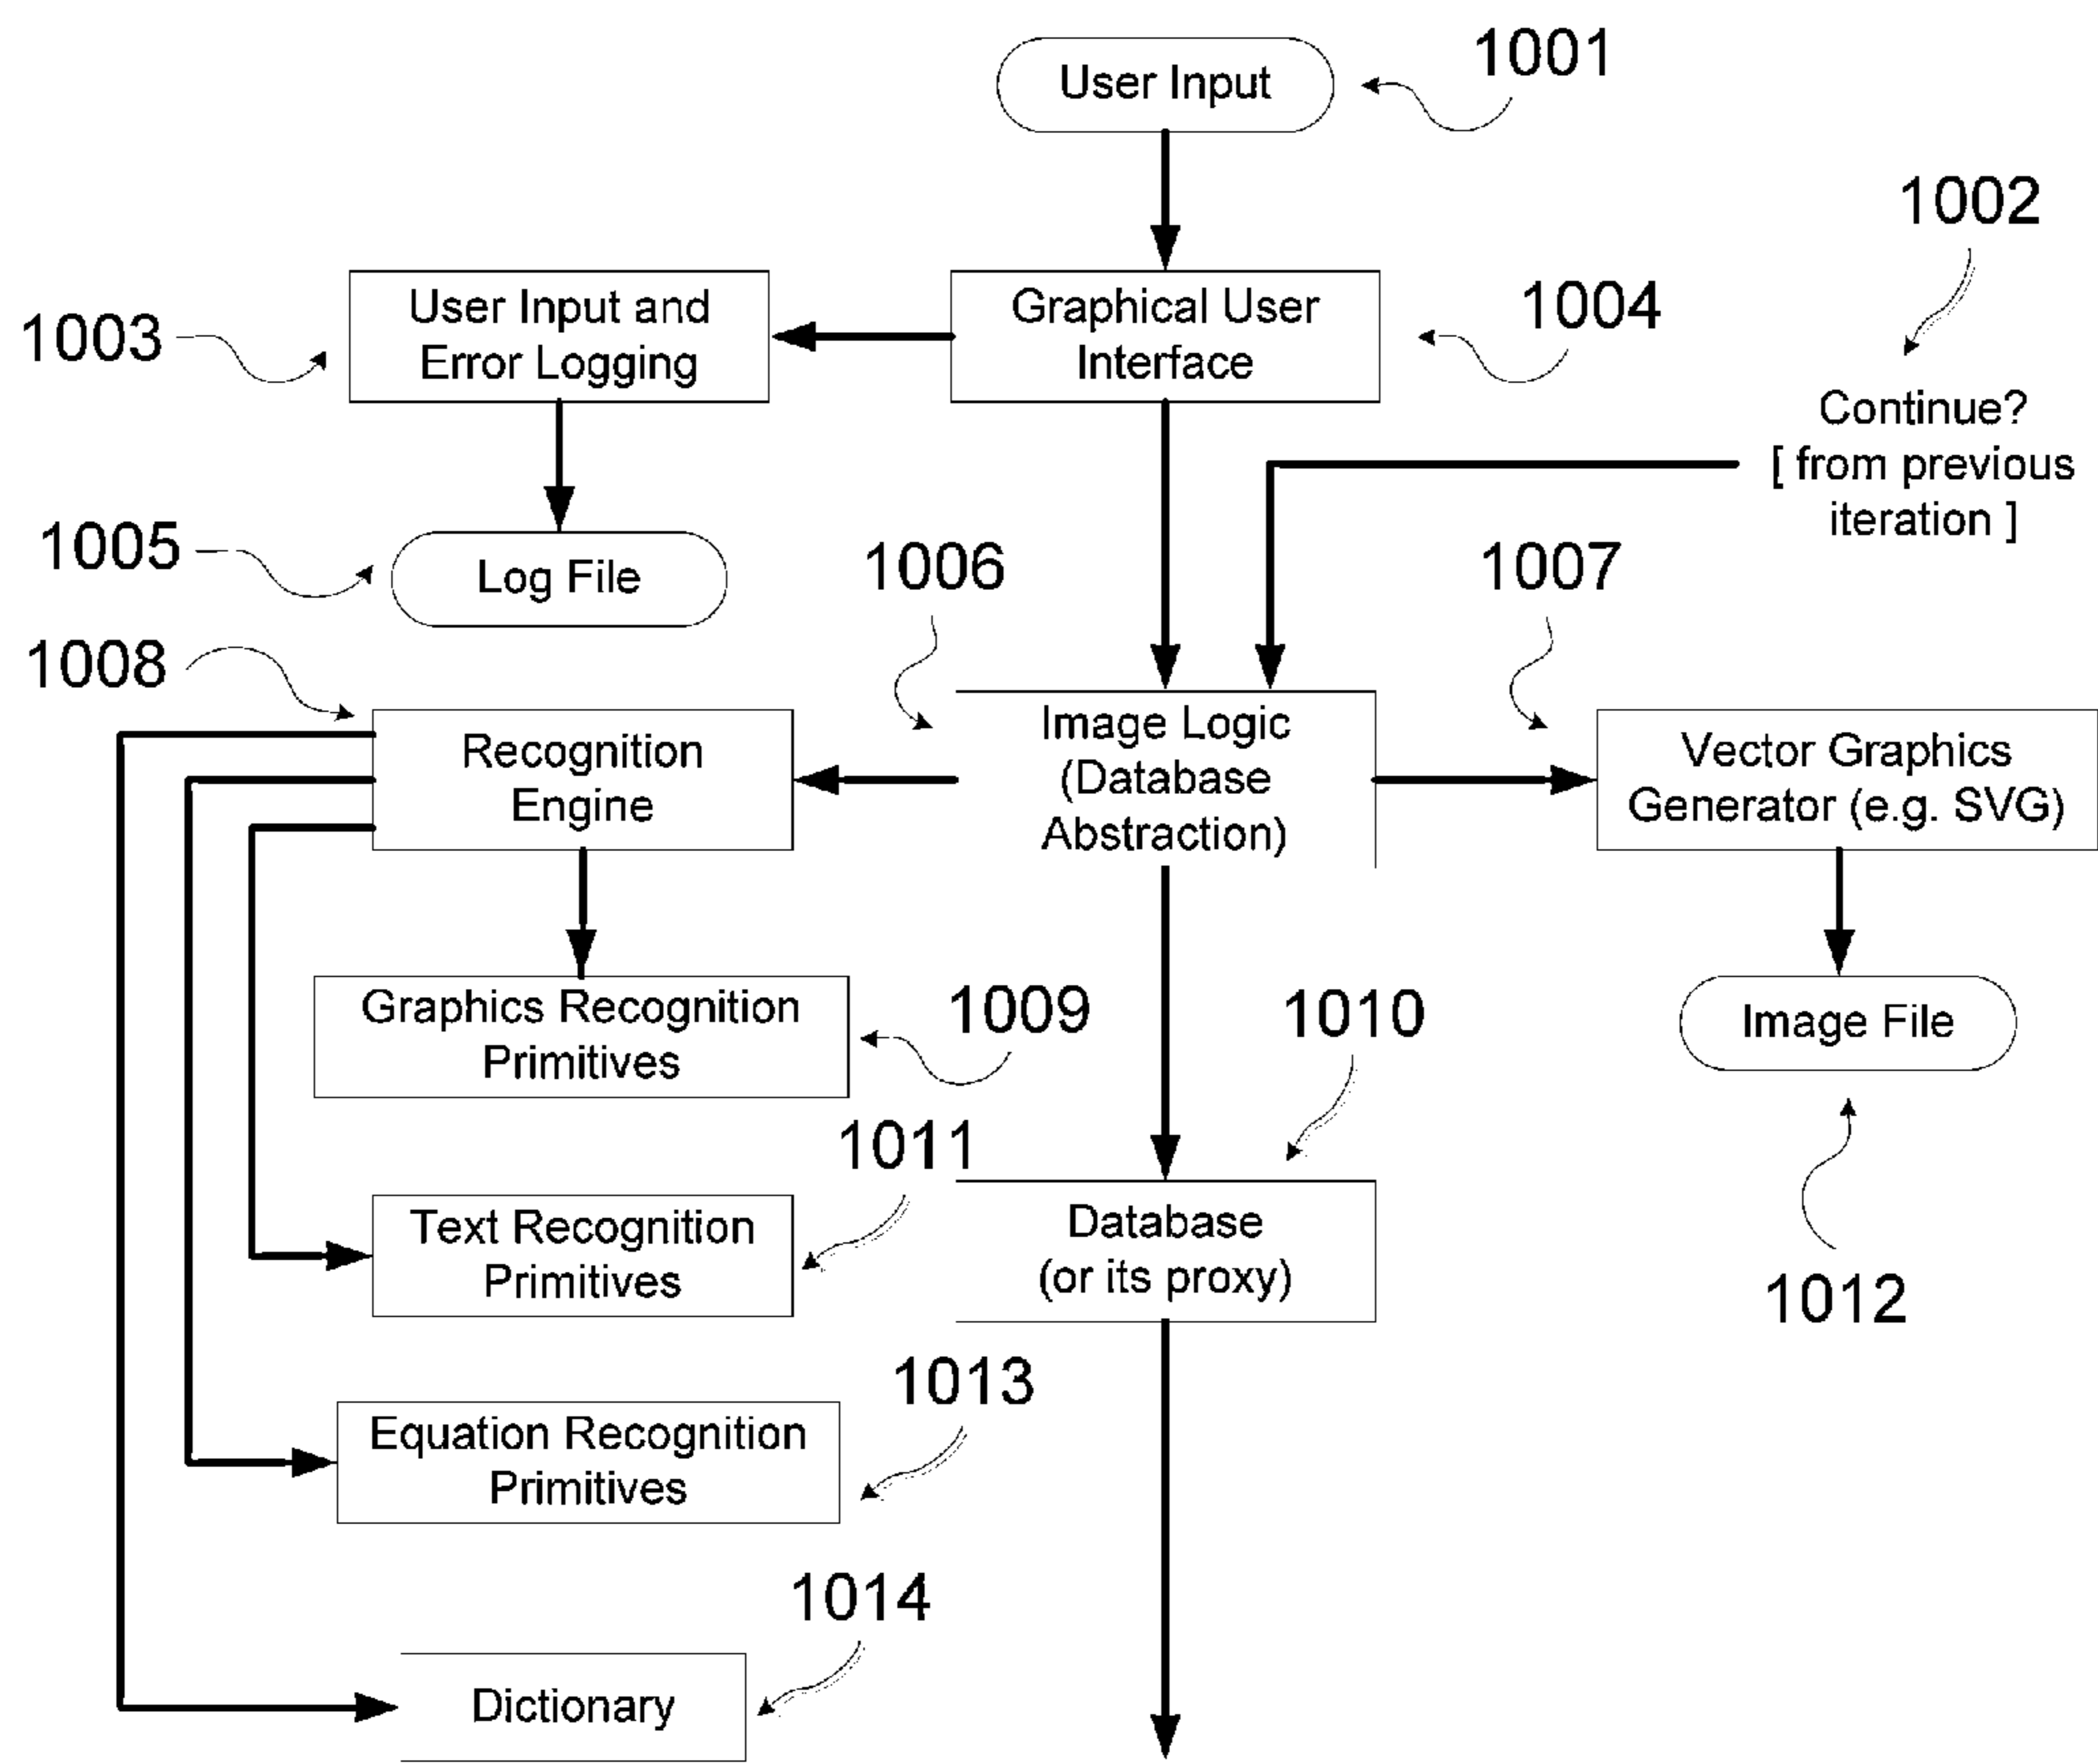 1001
User Input
1002
1003
User Input and
Error Logging
Graphical User
Interface
1004
Continue?
[ from previous
iteration ]
1005
Log File
1006
1007
1008
Recognition
Engine
Image Logic
(Database
Abstraction)
Vector Graphics
Generator (e.g. SVG)
Graphics Recognition
Primitives
1009
1010
Image File
1011
Text Recognition
Primitives
Database
(or its proxy)
1012
1013
Equation Recognition
Primitives
1014
Dictionary